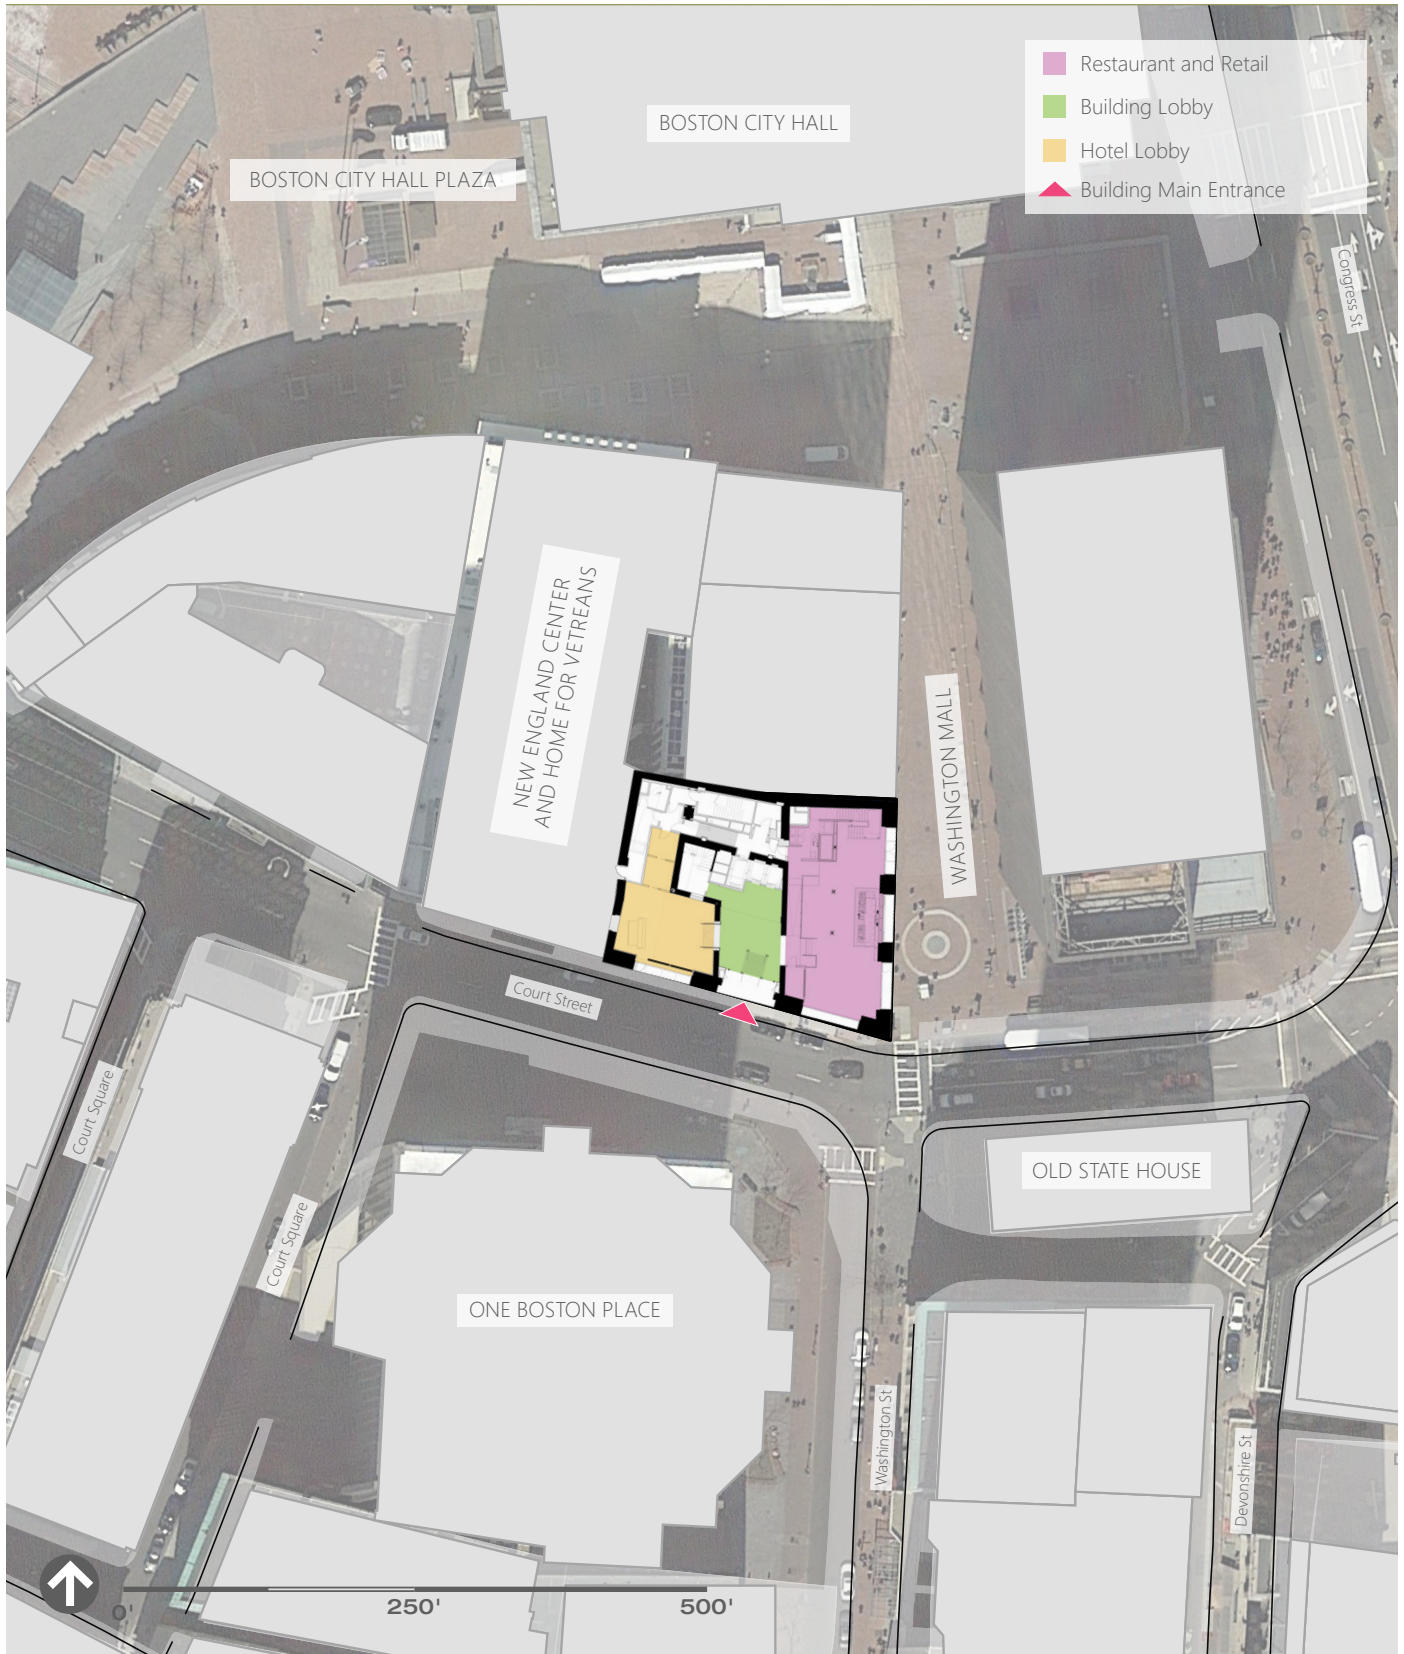 Restaurant and Retail
Building Lobby
Hotel Lobby
Building Main Entrance
BOSTON CITY HALL
BOSTON CITY HALL PLAZA
Congress St
NEW ENGLAND CENTER
AND HOME FOR VETREANS
WASHINGTON MALL
Court Street
Court Square
Court Square
OLD STATE HOUSE
ONE BOSTON PLACE
Washington St
Devonshire St
0'
250'
500'